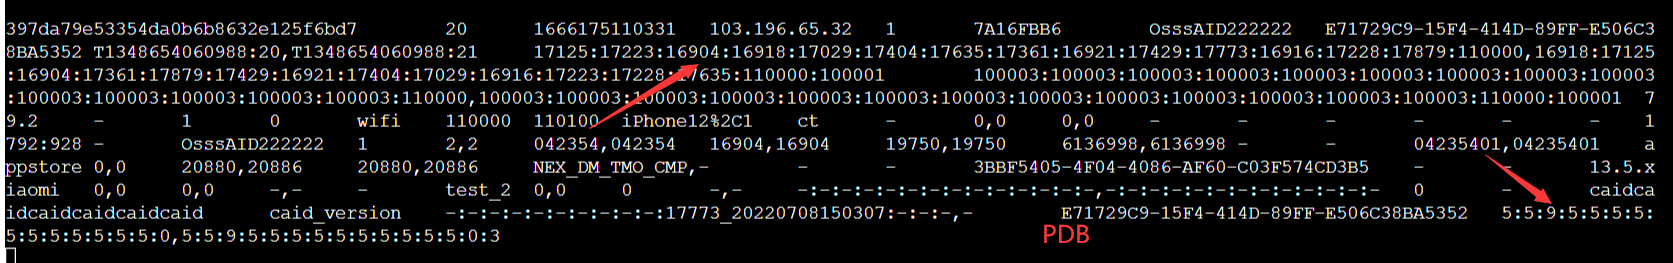 397da79e53354da0b6b8632e125f6bd7 20 1666175110331 103.196.65.32 1 7A16FBB6 OsssAID222222 E71729C9-15F4-414D-89FF-E506C3
8BA5352 T1348654060988:20,T1348654060988:21 17125:17223:16904:16918:17029:17404:17635:17361:16921:17429:17773:16916:17228:17879:110000,16918:17125
:16904:17361:17879:17429:16921:17404:17029:16916:17223:17228:17635:110000:100001 100003:100003:100003:100003:100003:100003:100003:100003:100003
:100003:100003:100003:100003:110000,100003:100003:100003:100003:100003:100003:100003:100003:100003:100003:100003:100003:110000:100001 7
9.2 - 1 0 wifi 110000 110100 iPhone12%2C1 ct - 0,0 0,0 - - - - - 1
792:928 - OsssAID222222 1 2,2 042354,042354 16904,16904 19750,19750 6136998,6136998 - - 04235401,04235401 a
ppstore 0,0 20880,20886 20880,20886 NEX_DM_TMO_CMP,- - - 3BBF5405-4F04-4086-AF60-C03F574CD3B5 - - 13.5.x
iaomi 0,0 0,0 -,- - test_2 0,0 0 -,- -:-:-:-:-:-:-:-:-:-:-:-:-,-:-:-:-:-:-:-:-:-:-:-:-:- 0 - caidca
idcaidcaidcaidcaid caid_version -:-:-:-:-:-:-:-:-:-:17773_20220708150307:-:-:-,- E71729C9-15F4-414D-89FF-E506C38BA5352 5:5:9:5:5:5:5:
5:5:5:5:5:5:5:0,5:5:9:5:5:5:5:5:5:5:5:5:5:0:3
PDB